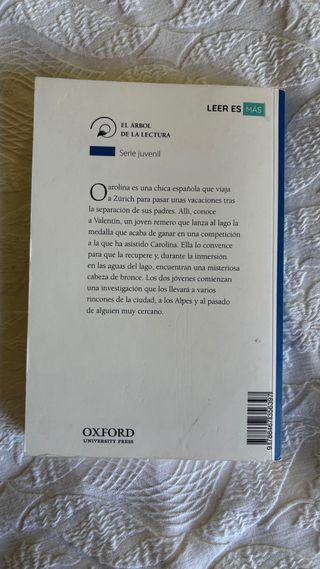 LEER ES MÁS
EL ÁRBOL
DE LA LECTURA
Serie juvenil
Carolina es una chica española que viaja
a Zúrich para pasar unas vacaciones tras
la separación de sus padres. Allí, conoce
a Valentín, un joven remero que lanza al lago la
medalla que acaba de ganar en una competición
a la que ha asistido Carolina. Ella lo convence
para que la recupere y, durante la inmersión
en las aguas del lago, encuentran una misteriosa
cabeza de bronce. Los dos jóvenes comienzan
una investigación que los llevará a varios
rincones de la ciudad, a los Alpes y al pasado
de alguien muy cercano.
OXFORD
UNIVERSITY PRESS